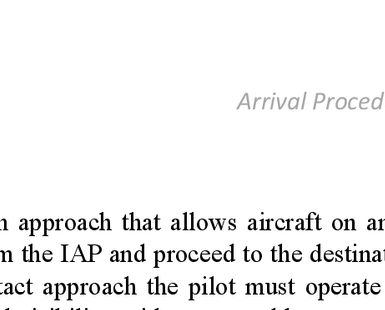 Arrival Proced
n approach that allows aircraft on an
m the IAP and proceed to the destinat
tact approach the pilot must operate